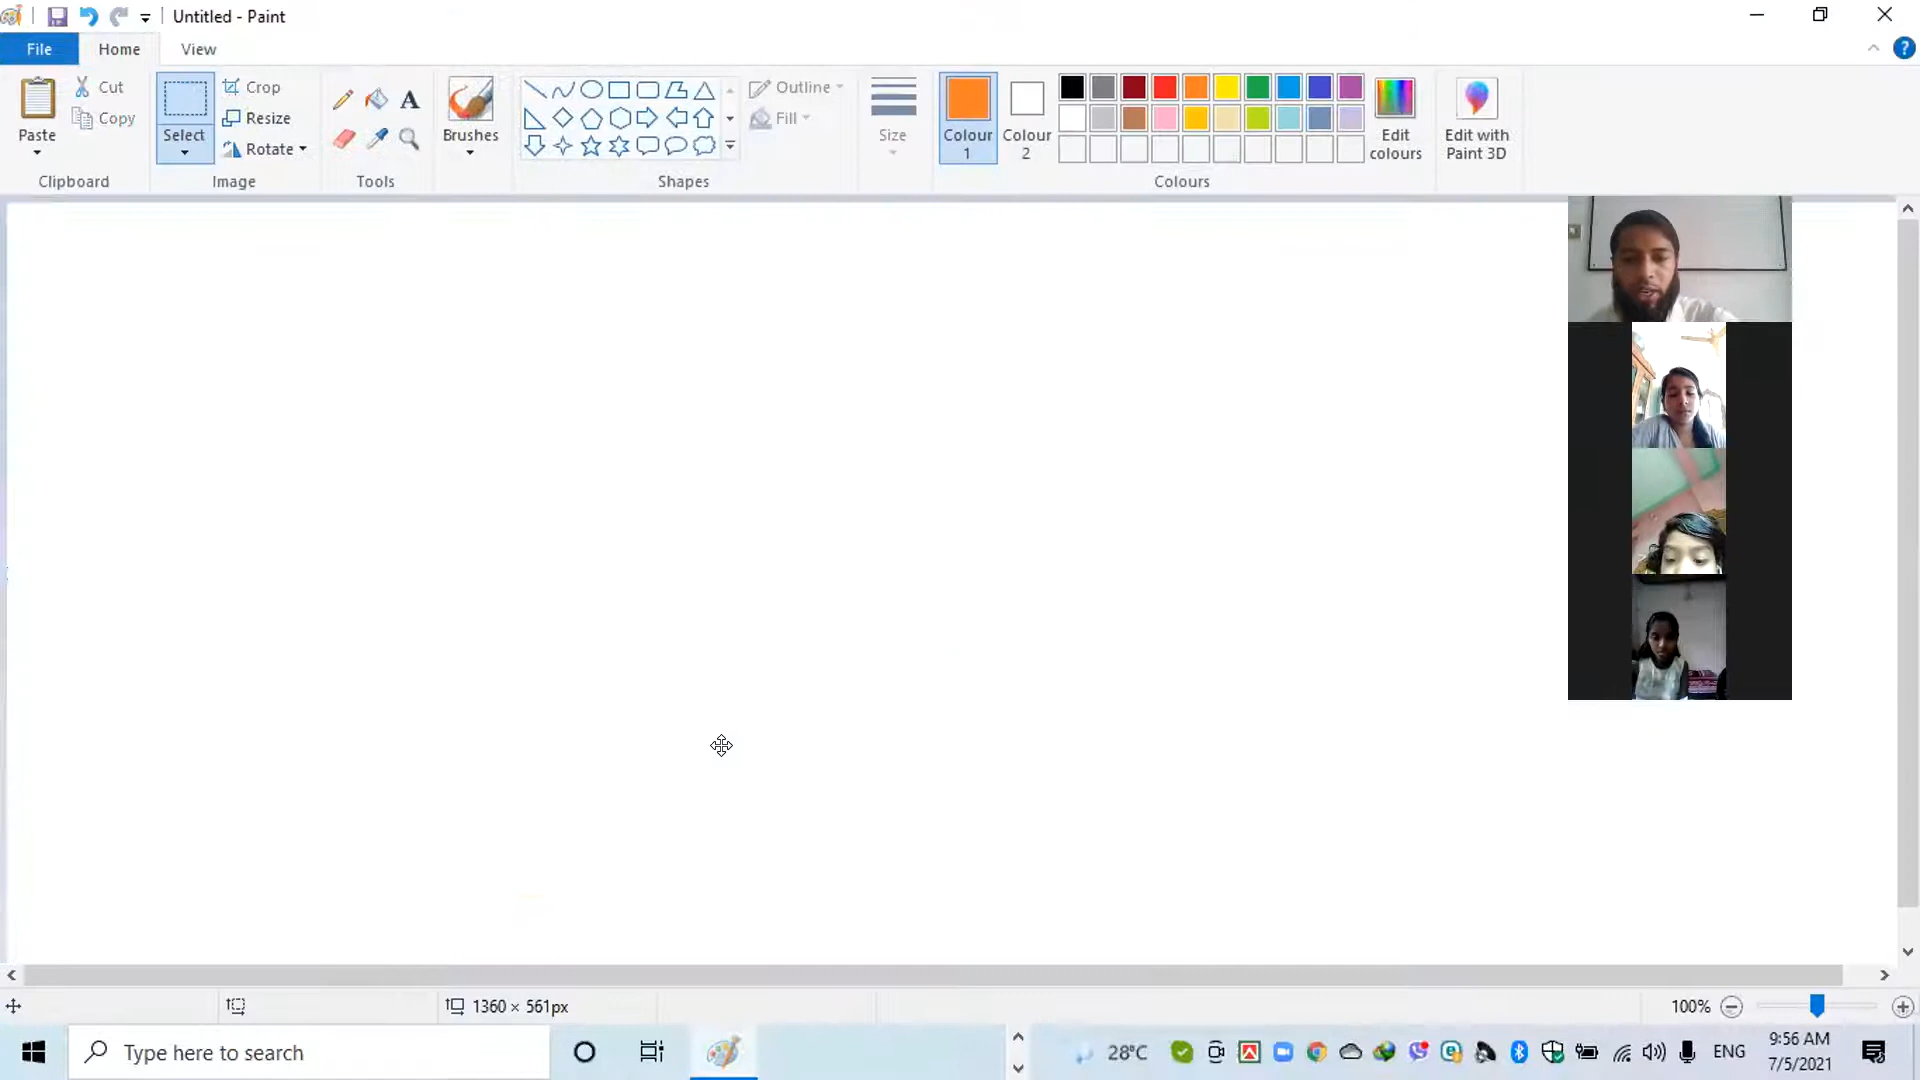 Untitled - Paint
File Home View
Paste
Cut
Copy
Clipboard
Select
Crop
Resize
Rotate
Image
A
Tools
Brushes
Shapes
Outline
Fill
Size
Colour 1
Colour 2
Edit colours
Colours
Edit with Paint 3D
1360 × 561px
100%
Type here to search
28°C
ENG
9:56 AM
7/5/2021